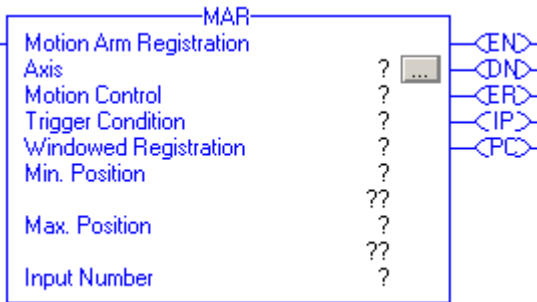 MAR
Motion Arm Registration (EN)
Axis ? ... (DN)
Motion Control ? (ER)
Trigger Condition ? (IP)
Windowed Registration ? (PC)
Min. Position ?
??
Max. Position ?
??
Input Number ?